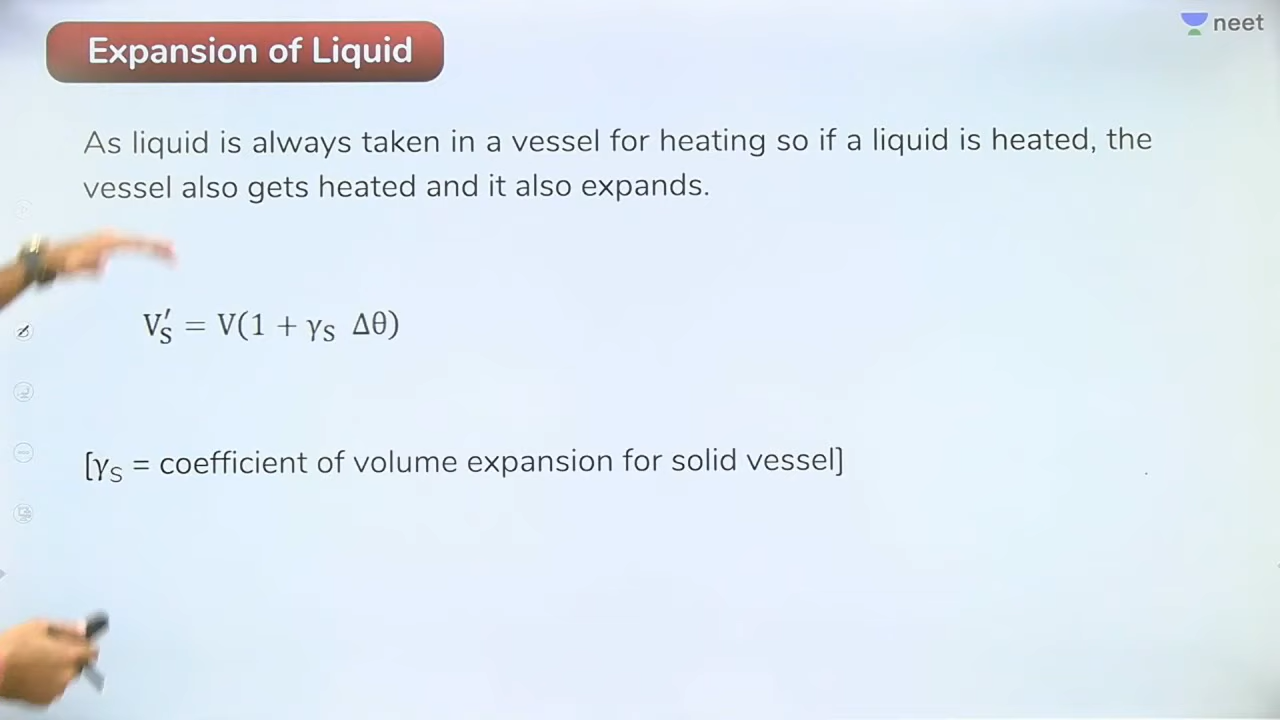 Expansion of Liquid
neet
As liquid is always taken in a vessel for heating so if a liquid is heated, the
vessel also gets heated and it also expands.
V′S = V(1 + γS Δθ)
[γS = coefficient of volume expansion for solid vessel]